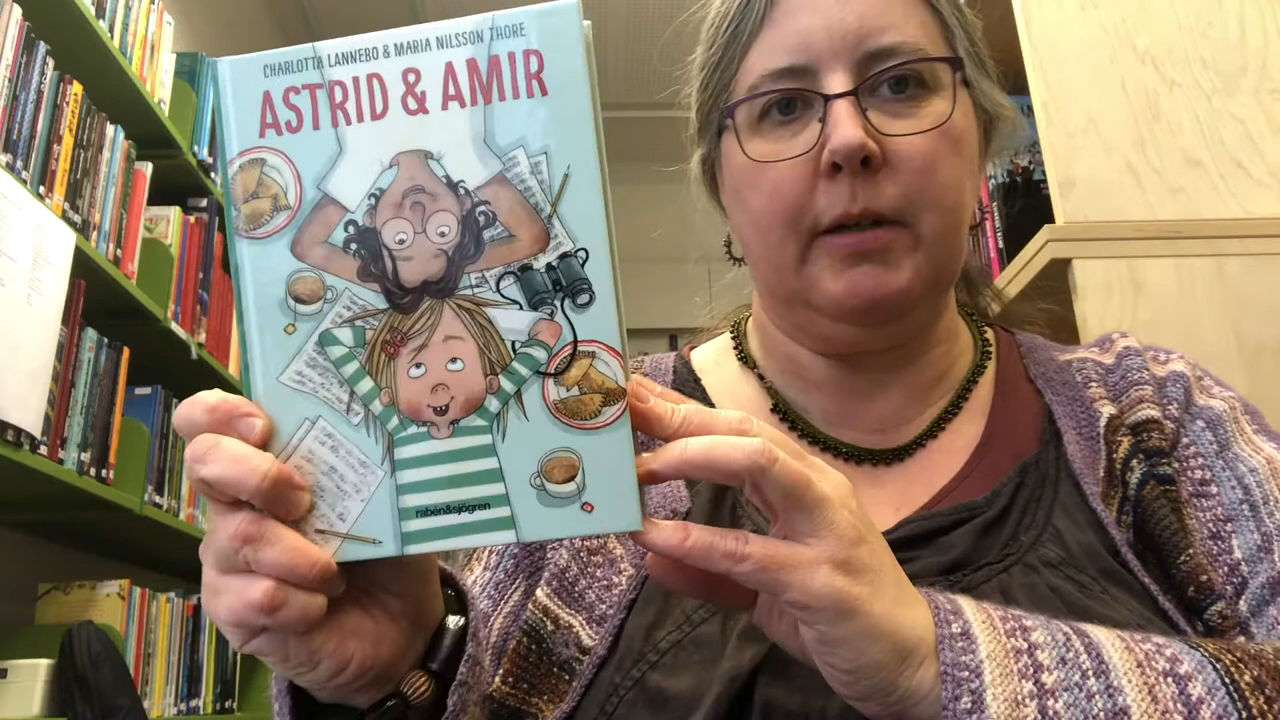 CHARLOTTA LANNEBO & MARIA NILSSON THORE
ASTRID & AMIR
rabén&sjögren